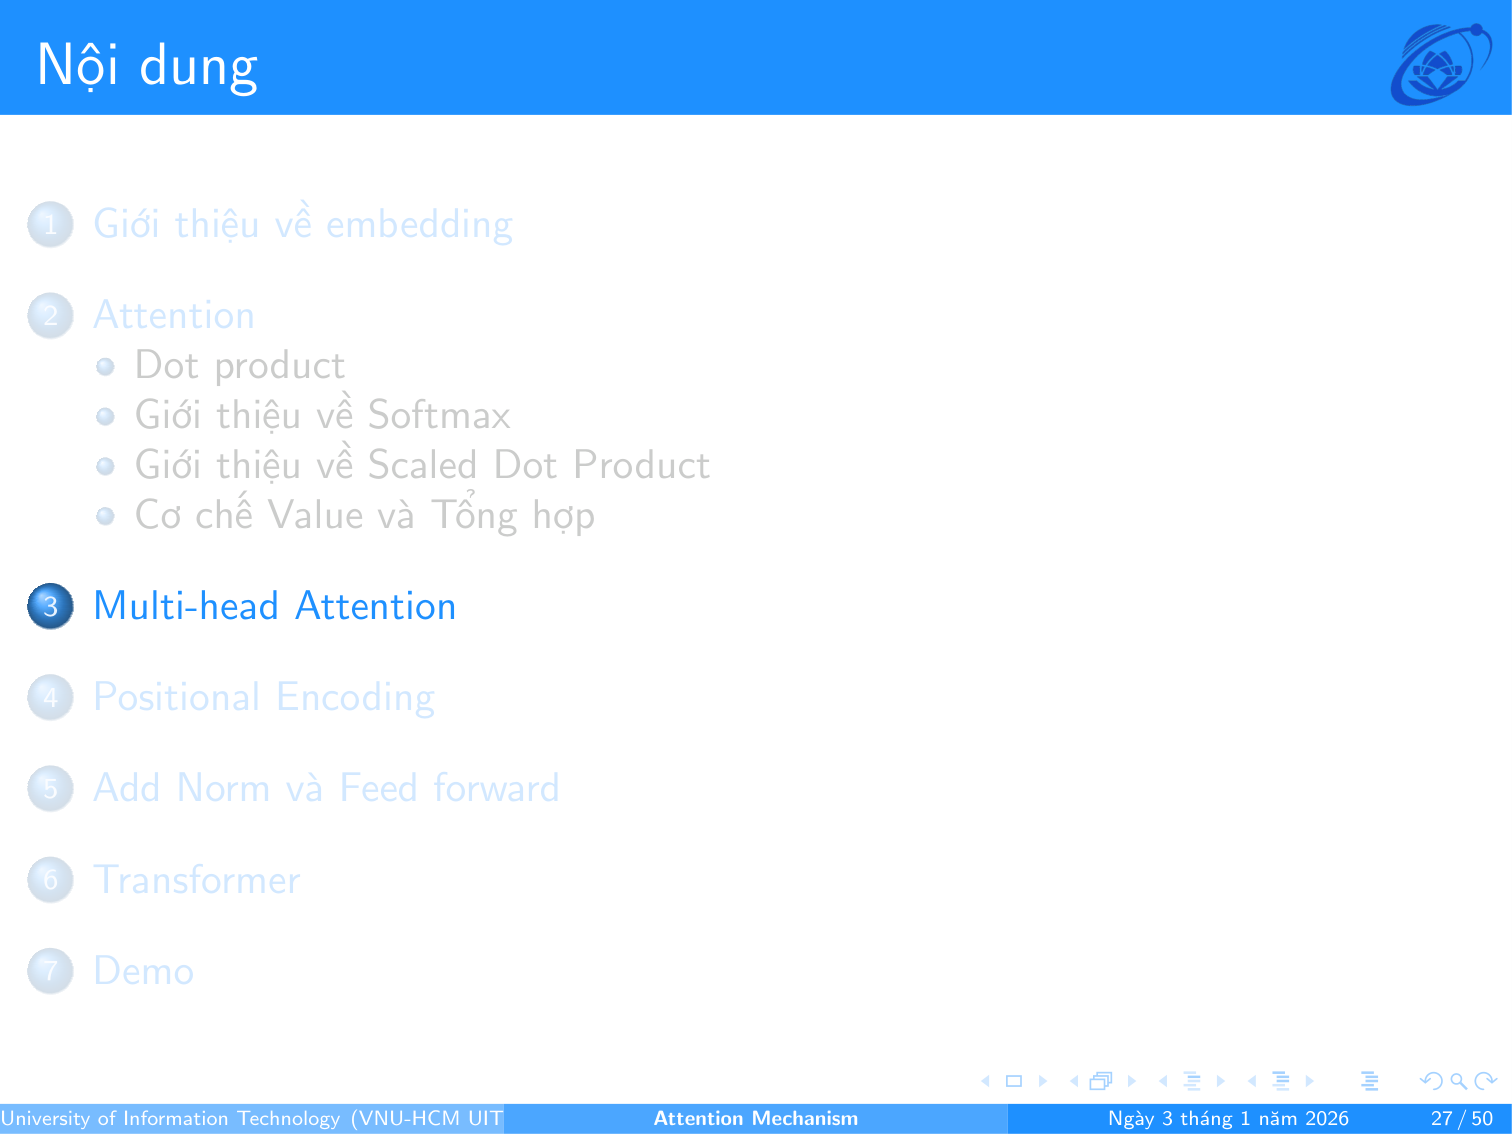 Nội dung
1 Giới thiệu về embedding
2 Attention
Dot product
Giới thiệu về Softmax
Giới thiệu về Scaled Dot Product
Cơ chế Value và Tổng hợp
3 Multi-head Attention
4 Positional Encoding
5 Add Norm và Feed forward
6 Transformer
7 Demo
University of Information Technology (VNU-HCM UIT Attention Mechanism Ngày 3 tháng 1 năm 2026 27 / 50